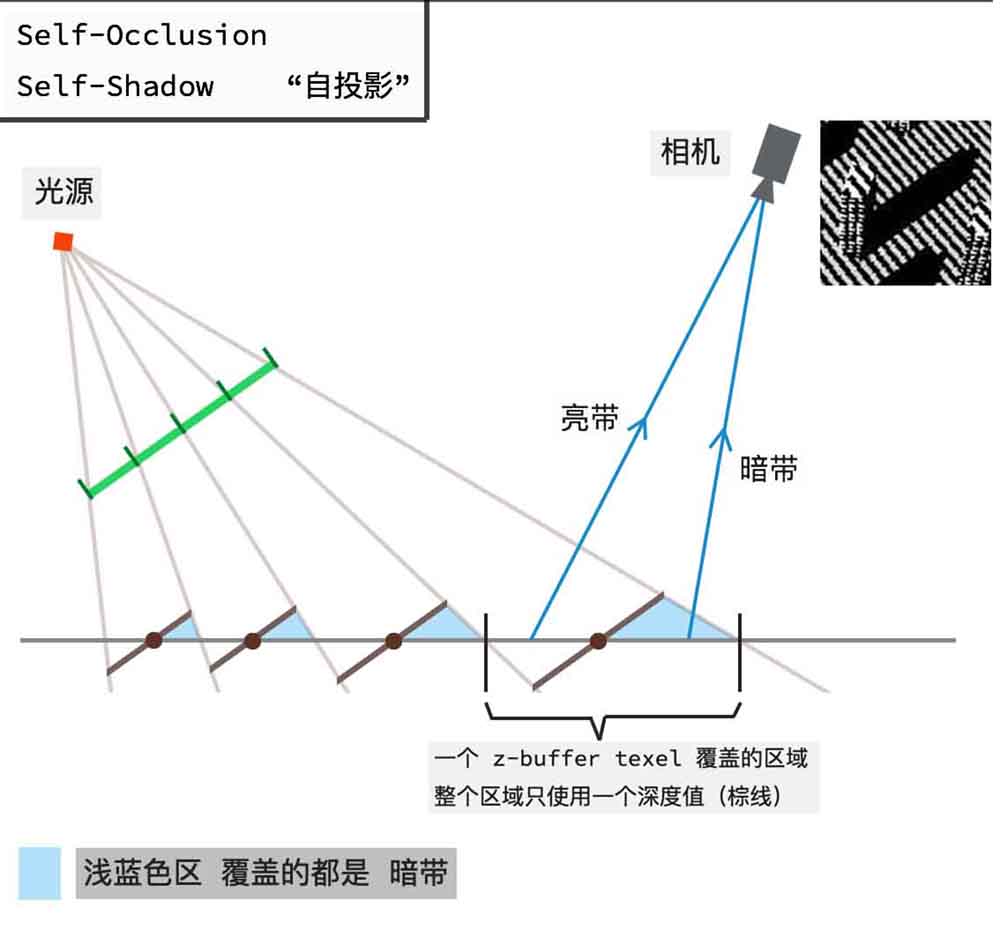 Self-Occlusion
Self-Shadow “自投影”
光源
相机
亮带
暗带
一个 z-buffer texel 覆盖的区域
整个区域只使用一个深度值（棕线）
浅蓝色区 覆盖的都是 暗带